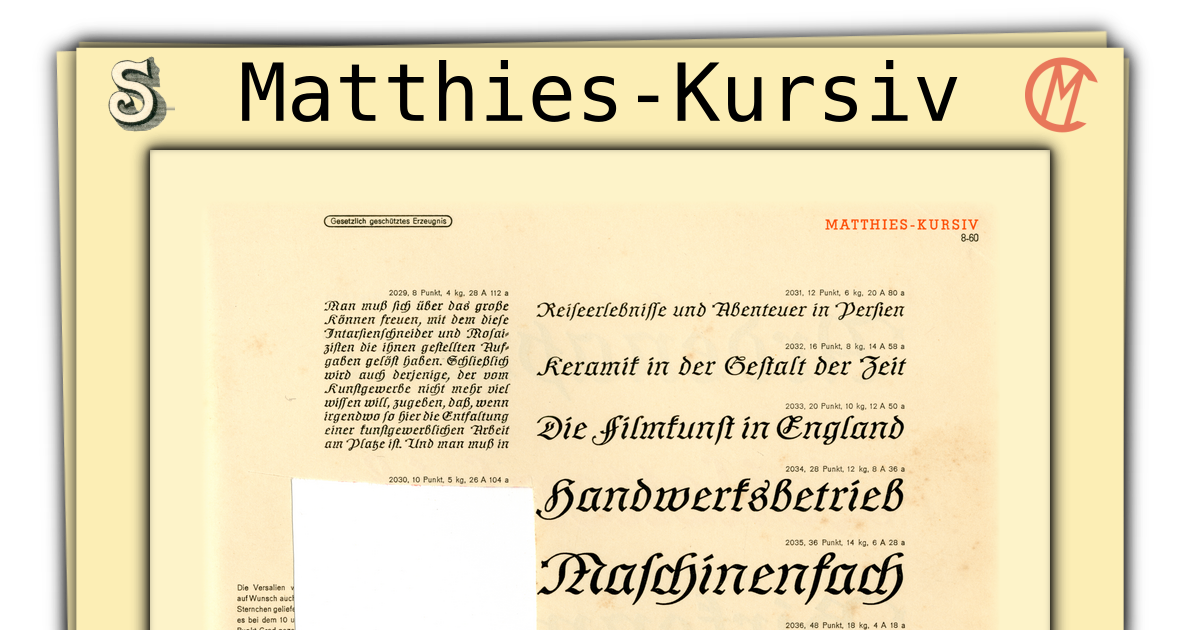 Matthies-Kursiv
Gesetzlich geschütztes Erzeugnis
MATTHIES-KURSIV
8-60
2029, 8 Punkt, 4 kg, 28 A 112 a
Man muß ſich über das große
Können freuen, mit dem dieſe
Intarſienſchneider und Moſai-
ziſten die ihnen geſtellten Auf-
gaben gelöſt haben. Schließlich
wird auch derjenige, der vom
Kunſtgewerbe nicht mehr viel
wiſſen will, zugeben, daß, wenn
irgendwo ſo hier die Entfaltung
einer kunſtgewerblichen Arbeit
am Platze iſt. Und man muß in
2030, 10 Punkt, 5 kg, 26 A 104 a
Die Versalien
auf Wunsch auch
Sternchen geliefe
es bei dem 10 u
2031, 12 Punkt, 6 kg, 20 A 80 a
Reiſeerlebniſſe und Abenteuer in Perſien
2032, 16 Punkt, 8 kg, 14 A 58 a
Keramik in der Geſtalt der Zeit
2033, 20 Punkt, 10 kg, 12 A 50 a
Die Filmkunſt in England
2034, 28 Punkt, 12 kg, 8 A 36 a
Handwerksbetrieb
2035, 36 Punkt, 14 kg, 6 A 28 a
Maſchinenfach
2036, 48 Punkt, 18 kg, 4 A 18 a